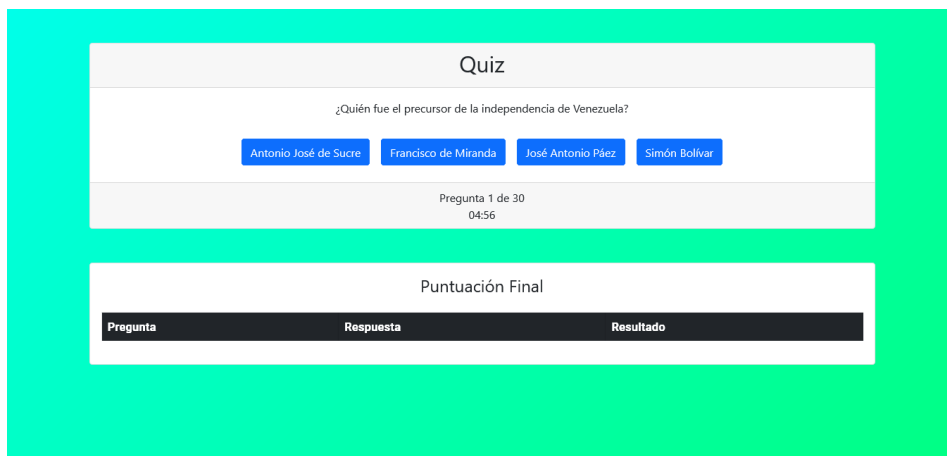 Quiz
¿Quién fue el precursor de la independencia de Venezuela?
Antonio José de Sucre Francisco de Miranda José Antonio Páez Simón Bolívar
Pregunta 1 de 30
04:56
Puntuación Final
Pregunta Respuesta Resultado